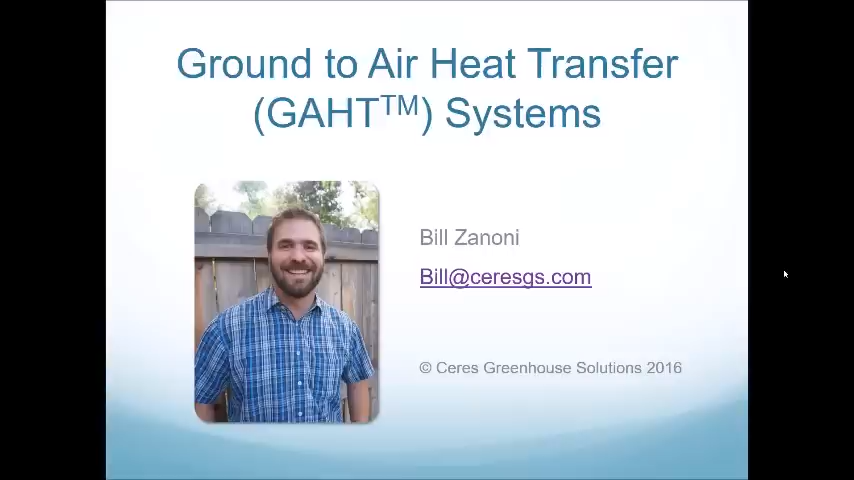 Ground to Air Heat Transfer
(GAHT™) Systems
Bill Zanoni
Bill@ceresgs.com
© Ceres Greenhouse Solutions 2016